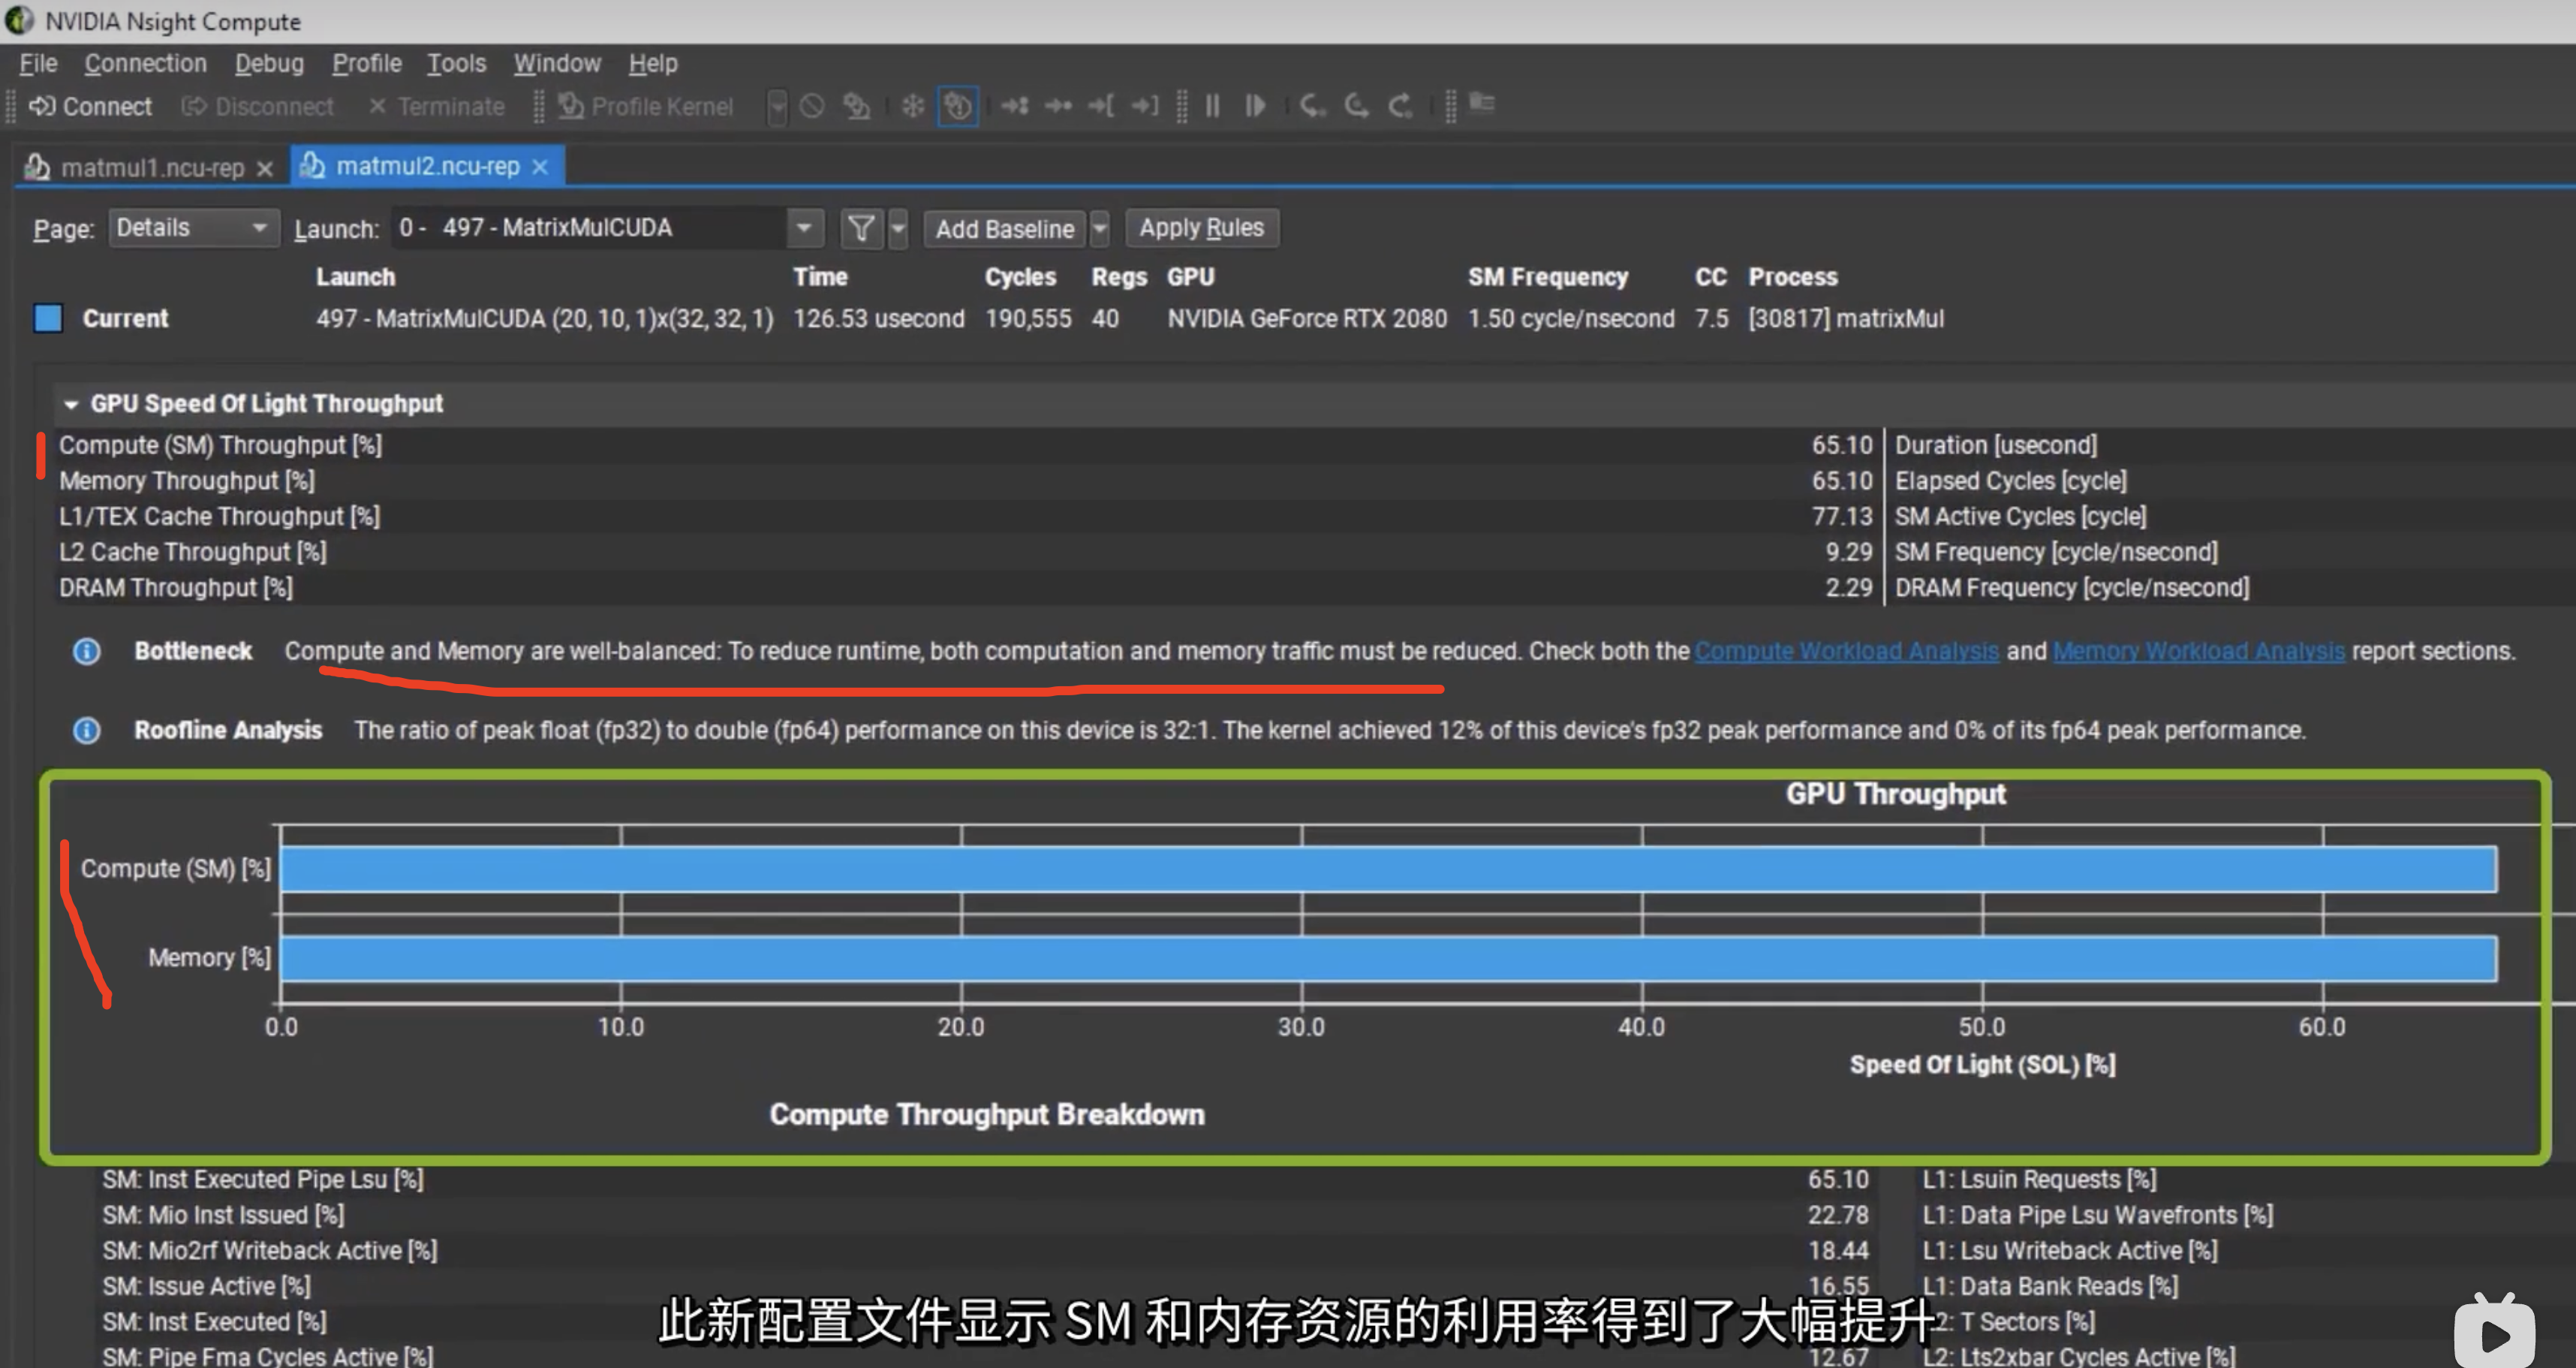 NVIDIA Nsight Compute
File Connection Debug Profile Tools Window Help
Connect Disconnect Terminate Profile Kernel
matmul1.ncu-rep matmul2.ncu-rep
Page: Details Launch: 0 - 497 - MatrixMulCUDA Add Baseline Apply Rules
Launch Time Cycles Regs GPU SM Frequency CC Process
Current 497 - MatrixMulCUDA (20, 10, 1)x(32, 32, 1) 126.53 usecond 190,555 40 NVIDIA GeForce RTX 2080 1.50 cycle/nsecond 7.5 [30817] matrixMul
GPU Speed Of Light Throughput
Compute (SM) Throughput [%] 65.10 Duration [usecond]
Memory Throughput [%] 65.10 Elapsed Cycles [cycle]
L1/TEX Cache Throughput [%] 77.13 SM Active Cycles [cycle]
L2 Cache Throughput [%] 9.29 SM Frequency [cycle/nsecond]
DRAM Throughput [%] 2.29 DRAM Frequency [cycle/nsecond]
Bottleneck Compute and Memory are well-balanced: To reduce runtime, both computation and memory traffic must be reduced. Check both the Compute Workload Analysis and Memory Workload Analysis report sections.
Roofline Analysis The ratio of peak float (fp32) to double (fp64) performance on this device is 32:1. The kernel achieved 12% of this device's fp32 peak performance and 0% of its fp64 peak performance.
GPU Throughput
Compute (SM) [%]
Memory [%]
0.0 10.0 20.0 30.0 40.0 50.0 60.0
Speed Of Light (SOL) [%]
Compute Throughput Breakdown
SM: Inst Executed Pipe Lsu [%] 65.10 L1: Lsuin Requests [%]
SM: Mio Inst Issued [%] 22.78 L1: Data Pipe Lsu Wavefronts [%]
SM: Mio2rf Writeback Active [%] 18.44 L1: Lsu Writeback Active [%]
SM: Issue Active [%] 16.55 L1: Data Bank Reads [%]
SM: Inst Executed [%] L2: T Sectors [%]
此新配置文件显示 SM 和内存资源的利用率得到了大幅提升
SM: Pipe Fma Cycles Active [%] 12.67 L2: Lts2xbar Cycles Active [%]